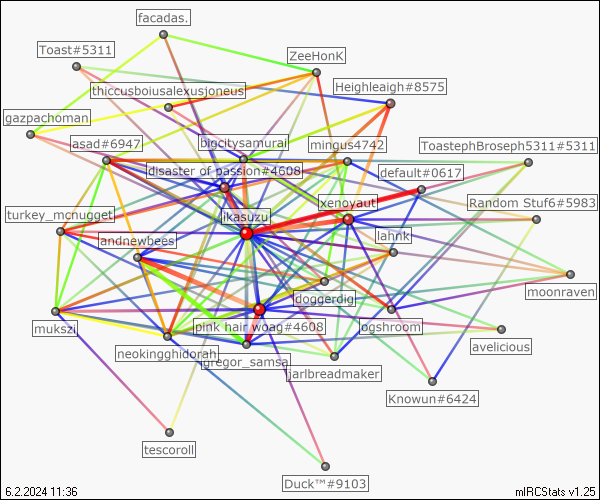 facadas.
Toast#5311
ZeeHonK
thiccusboiusalexusjoneus
Heighleaigh#8575
gazpachoman
asad#6947
bigcitysamurai
mingus4742
ToastephBroseph5311#5311
disaster of passion#4608
default#0617
turkey_mcnugget
ikasuzu
xenoyaut
Random Stuf6#5983
andnewbees
lahnk
moonraven
doggerdig
mukszi
pink hair woag#4608
ogshroom
neokingghidorah
gregor_samsa
avelicious
jarlbreadmaker
Knowun#6424
tescoroll
Duck™#9103
6.2.2024 11:36
mIRCStats v1.25